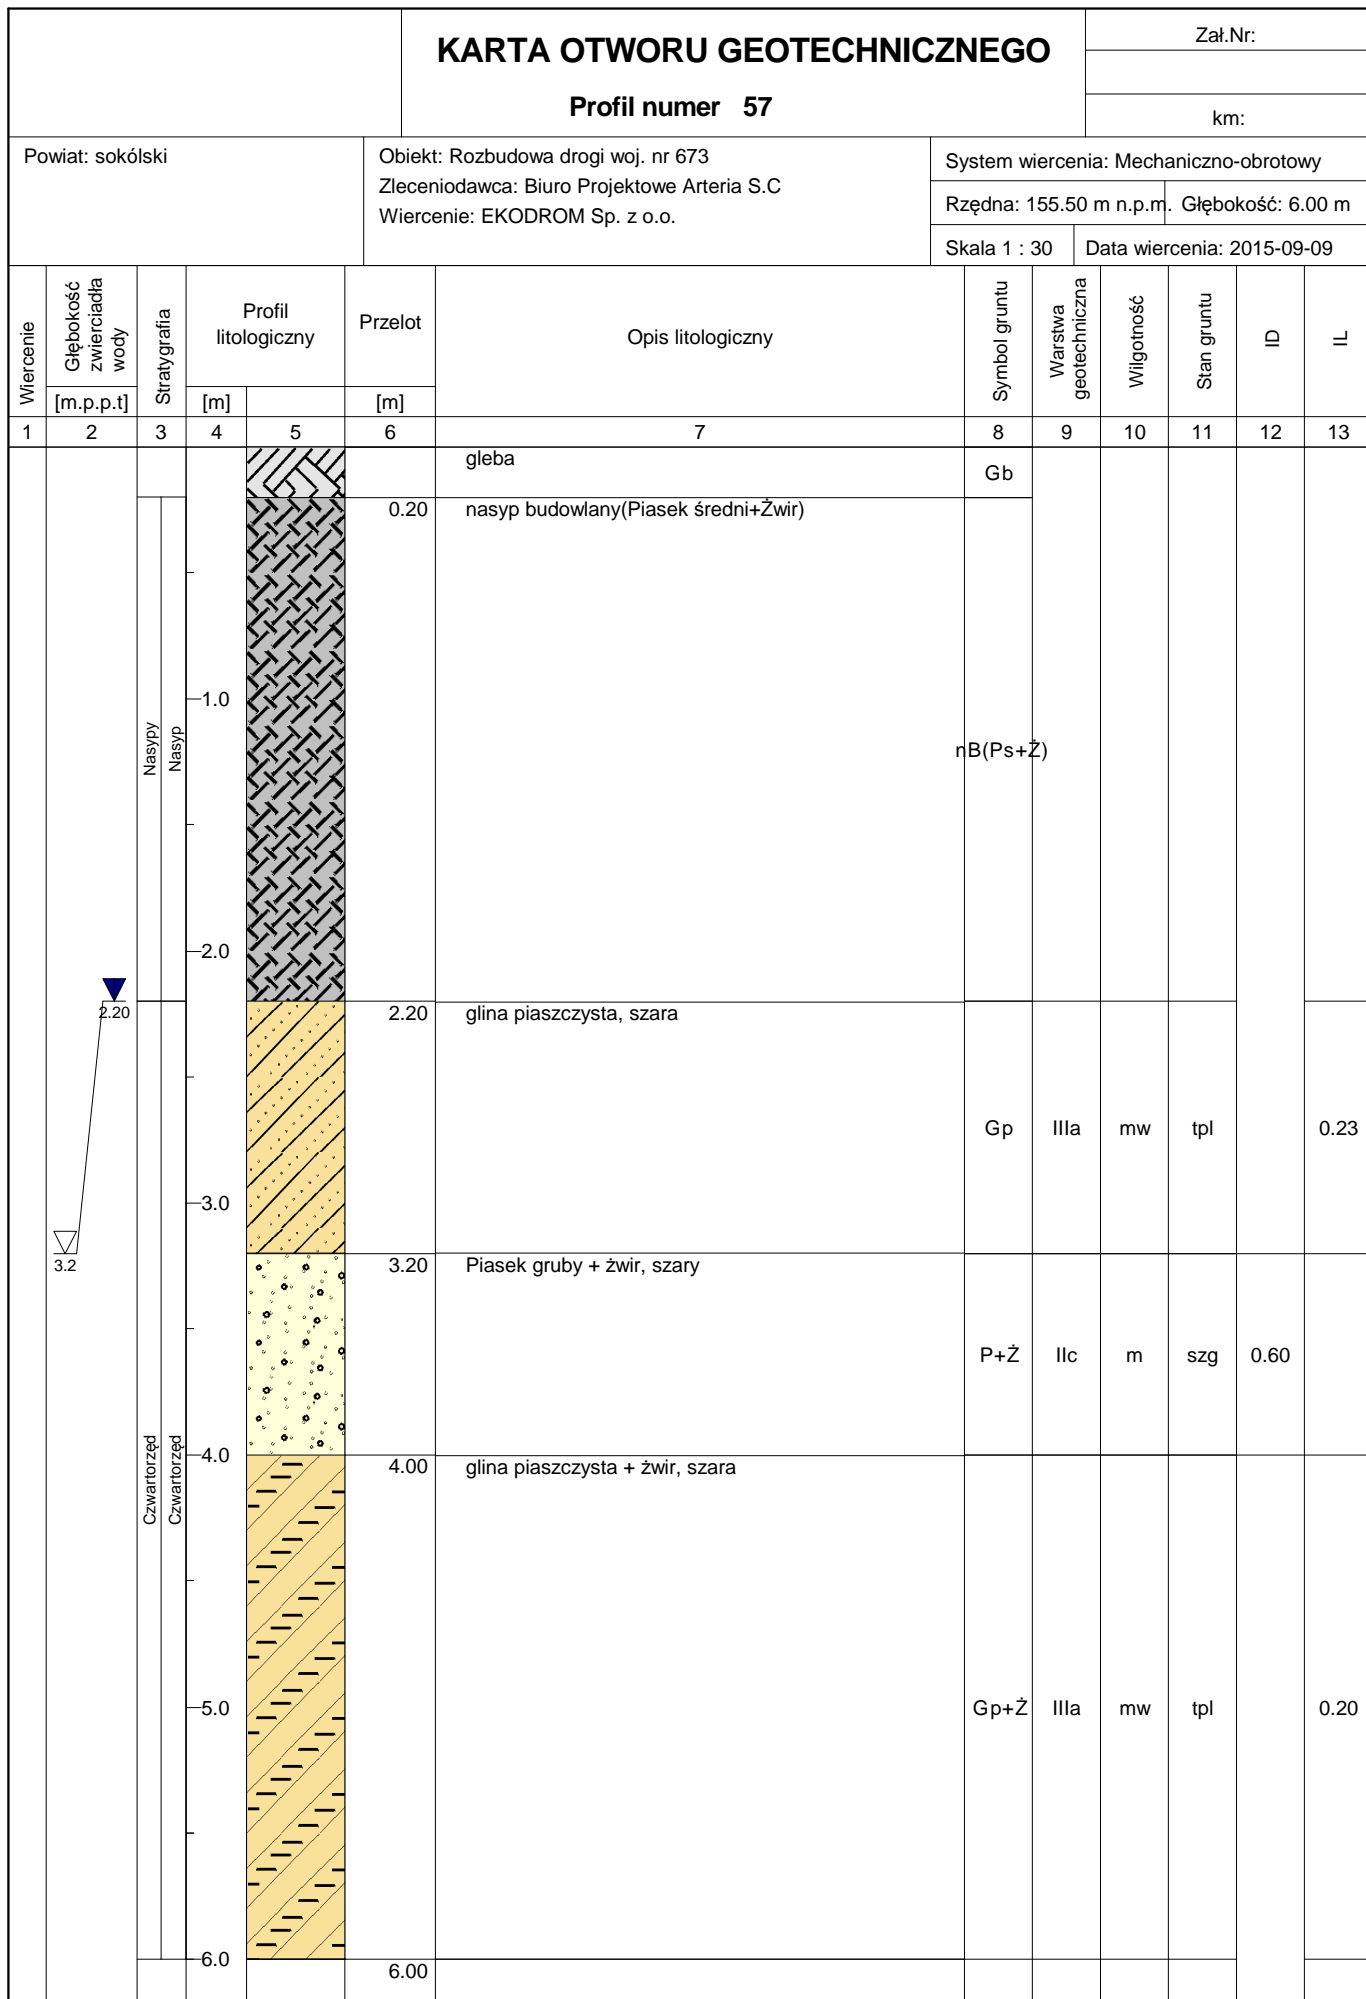 KARTA OTWORU GEOTECHNICZNEGO
Profil numer 57
Zał.Nr:
km:
Powiat: sokólski
Obiekt: Rozbudowa drogi woj. nr 673
Zleceniodawca: Biuro Projektowe Arteria S.C
Wiercenie: EKODROM Sp. z o.o.
System wiercenia: Mechaniczno-obrotowy
Rzędna: 155.50 m n.p.m. Głębokość: 6.00 m
Skala 1 : 30 Data wiercenia: 2015-09-09
Wiercenie
Głębokość
zwierciadła
wody
[m.p.p.t]
Stratygrafia
Profil
litologiczny
[m]
Przelot
[m]
Opis litologiczny
Symbol gruntu
Warstwa
geotechniczna
Wilgotność
Stan gruntu
ID
IL
1 2 3 4 5 6 7 8 9 10 11 12 13
gleba Gb
0.20 nasyp budowlany(Piasek średni+Żwir)
1.0
Nasypy
Nasyp
nB(Ps+Ż)
2.0
2.20
2.20 glina piaszczysta, szara
Gp IIIa mw tpl 0.23
3.0
3.2
3.20 Piasek gruby + żwir, szary
P+Ż IIc m szg 0.60
Czwartorzęd
Czwartorzęd
4.0
4.00 glina piaszczysta + żwir, szara
5.0
Gp+Ż IIIa mw tpl 0.20
6.0
6.00